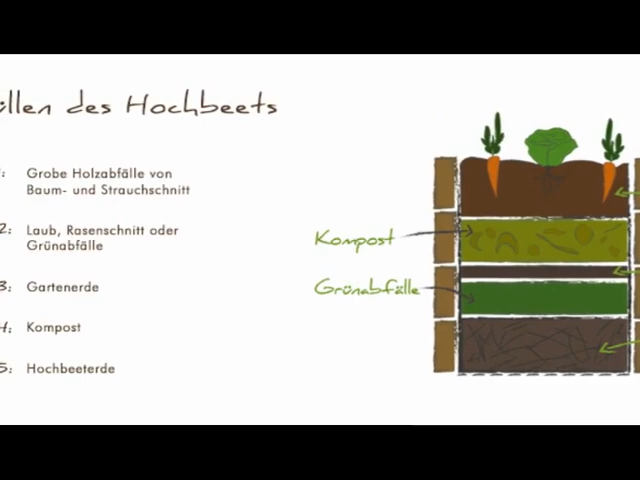 üllen des Hochbeets
1:
Grobe Holzabfälle von
Baum- und Strauchschnitt
2:
Laub, Rasenschnitt oder
Grünabfälle
3:
Gartenerde
4:
Kompost
5:
Hochbeeterde
Kompost
Grünabfälle